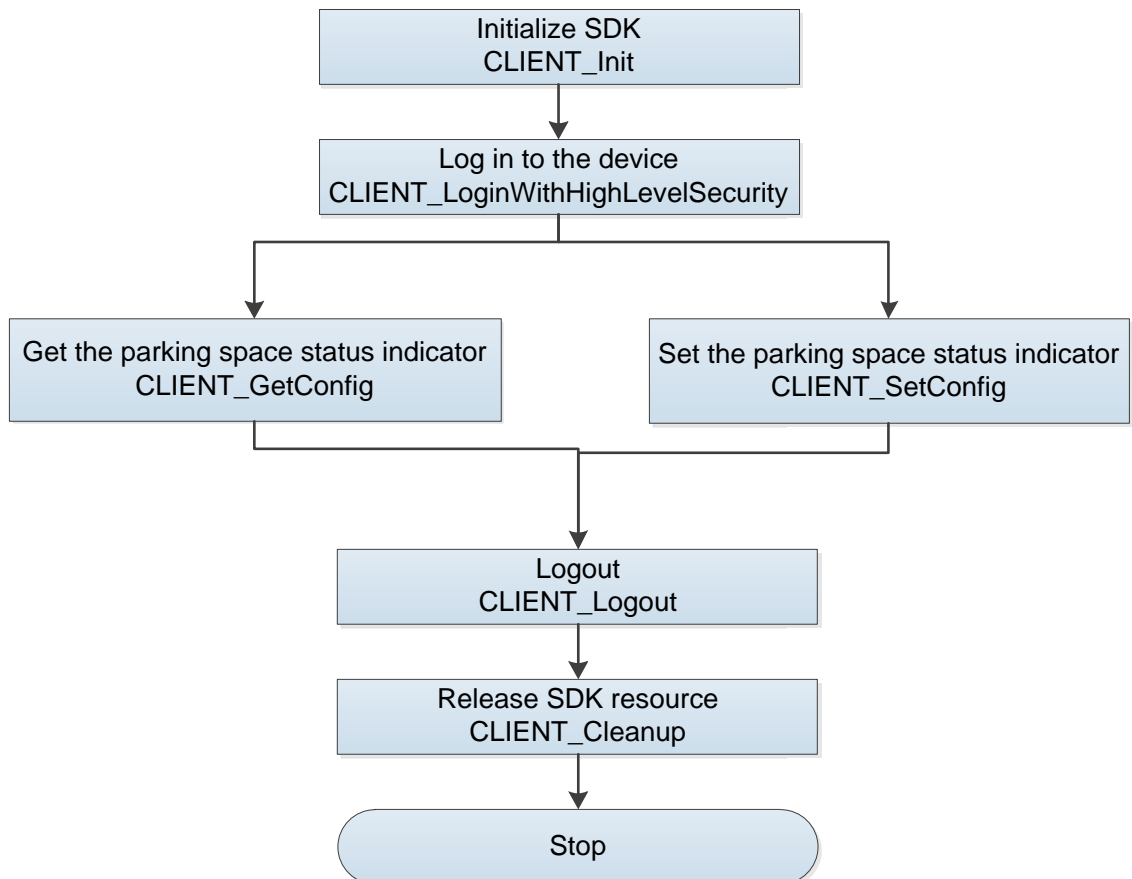 Initialize SDK
CLIENT_Init
Log in to the device
CLIENT_LoginWithHighLevelSecurity
Get the parking space status indicator
CLIENT_GetConfig
Set the parking space status indicator
CLIENT_SetConfig
Logout
CLIENT_Logout
Release SDK resource
CLIENT_Cleanup
Stop